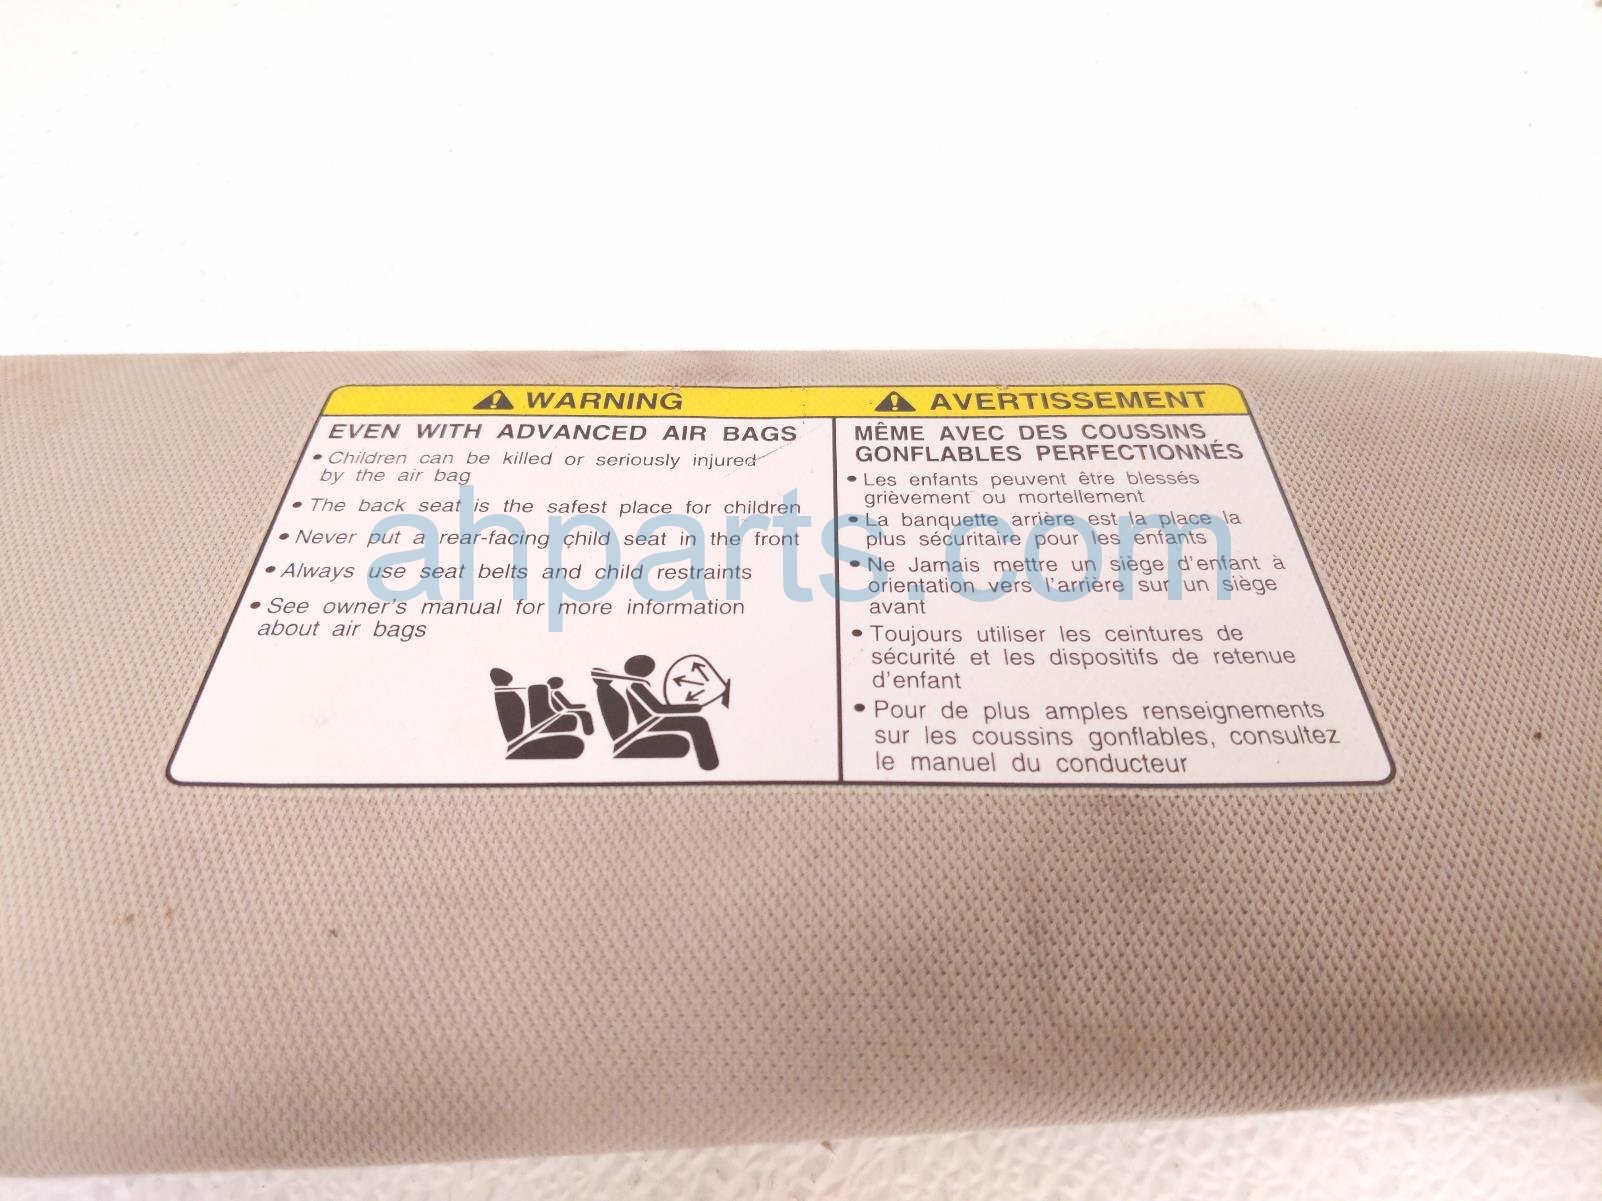 WARNING
EVEN WITH ADVANCED AIR BAGS
• Children can be killed or seriously injured
by the air bag
• The back seat is the safest place for children
• Never put a rear-facing child seat in the front
• Always use seat belts and child restraints
• See owner's manual for more information
about air bags
AVERTISSEMENT
MÊME AVEC DES COUSSINS
GONFLABLES PERFECTIONNÉS
• Les enfants peuvent être blessés
grièvement ou mortellement
• La banquette arrière est la place la
plus sécuritaire pour les enfants
• Ne Jamais mettre un siège d'enfant à
orientation vers l'arrière sur un siège
avant
• Toujours utiliser les ceintures de
sécurité et les dispositifs de retenue
d'enfant
• Pour de plus amples renseignements
sur les coussins gonflables, consultez
le manuel du conducteur
ahparts.com